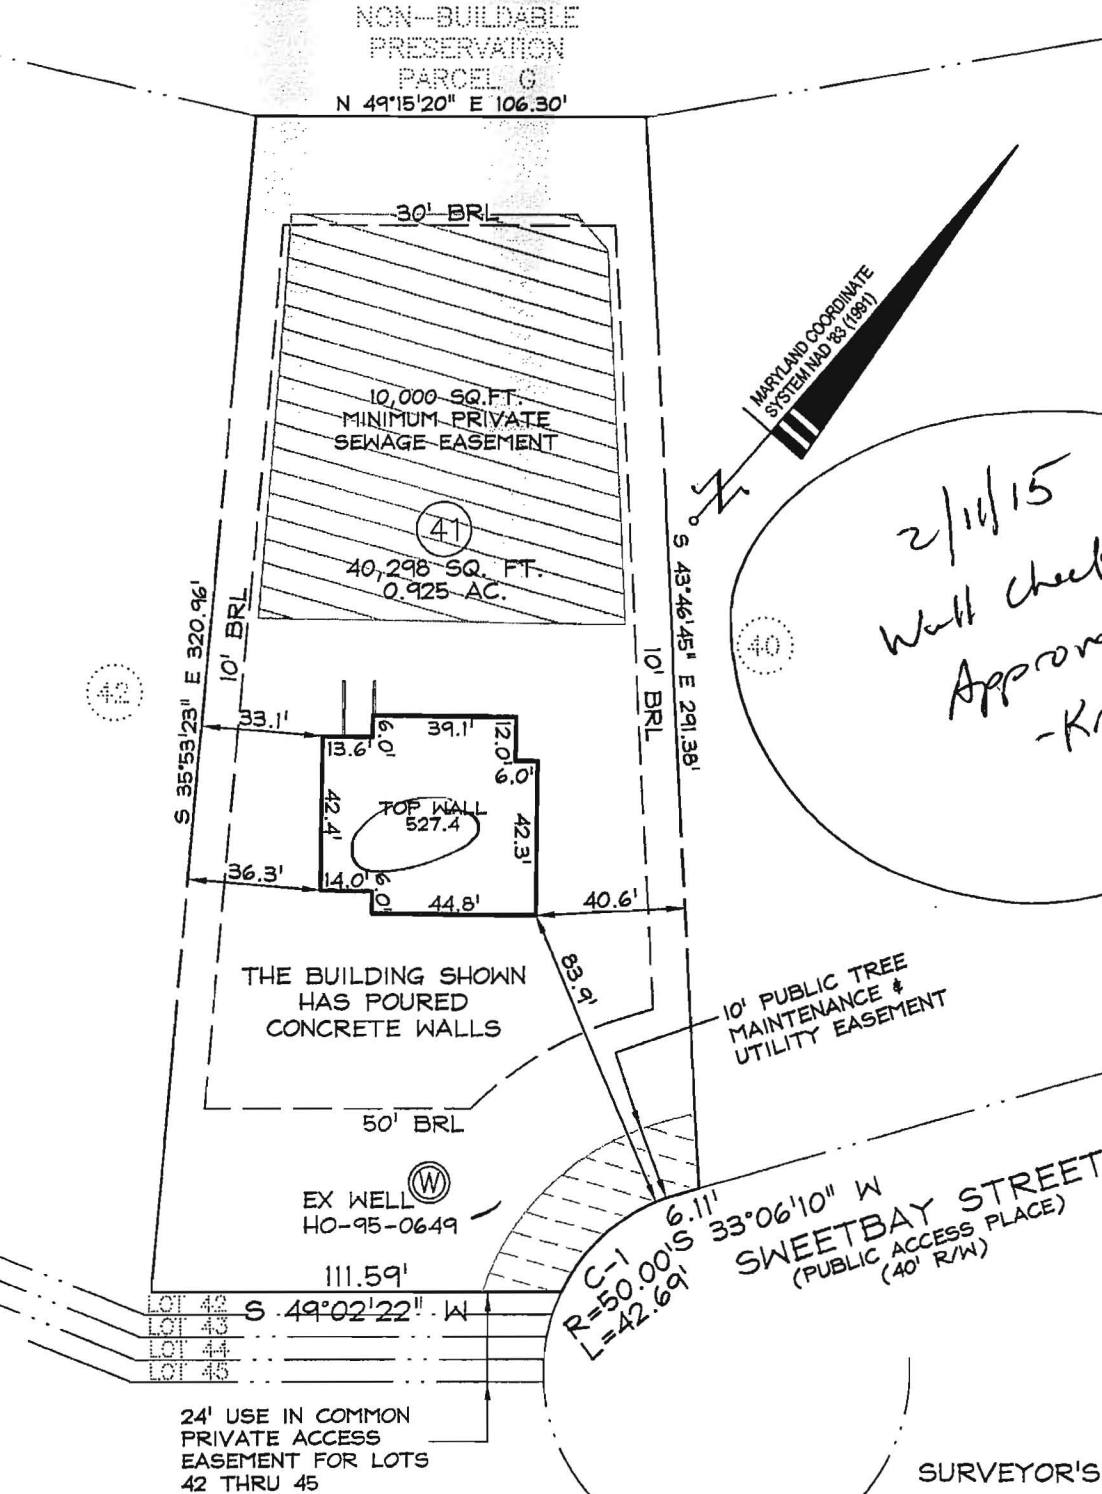 NON-BUILDABLE
PRESERVATION
PARCEL G
N 49°15'20" E 106.30'
30' BRL
MARYLAND COORDINATE
SYSTEM NAD '83 (1991)
10,000 SQ.FT.
MINIMUM PRIVATE
SEWAGE EASEMENT
41
40,298 SQ. FT.
0.925 AC.
2/11/15
Wall Check
40
42
S 35°53'23" E 320.96'
10' BRL
10' BRL
S 43°46'45" E 291.38'
33.1'
13.6'
6.0'
39.1'
12.0'
6.0'
42.4'
TOP WALL
527.4
42.3'
36.3'
14.0'
6.0'
44.8'
40.6'
83.9'
THE BUILDING SHOWN
HAS POURED
CONCRETE WALLS
10' PUBLIC TREE
MAINTENANCE &
UTILITY EASEMENT
50' BRL
W
EX WELL
HO-95-0649
6.11'
S 33°06'10" W
SWEETBAY STREET
(PUBLIC ACCESS PLACE)
(40' R/W)
C-1
R=50.00'
L=42.69'
111.59'
S 49°02'22" W
LOT 42
LOT 43
LOT 44
LOT 45
24' USE IN COMMON
PRIVATE ACCESS
EASEMENT FOR LOTS
42 THRU 45
SURVEYOR'S